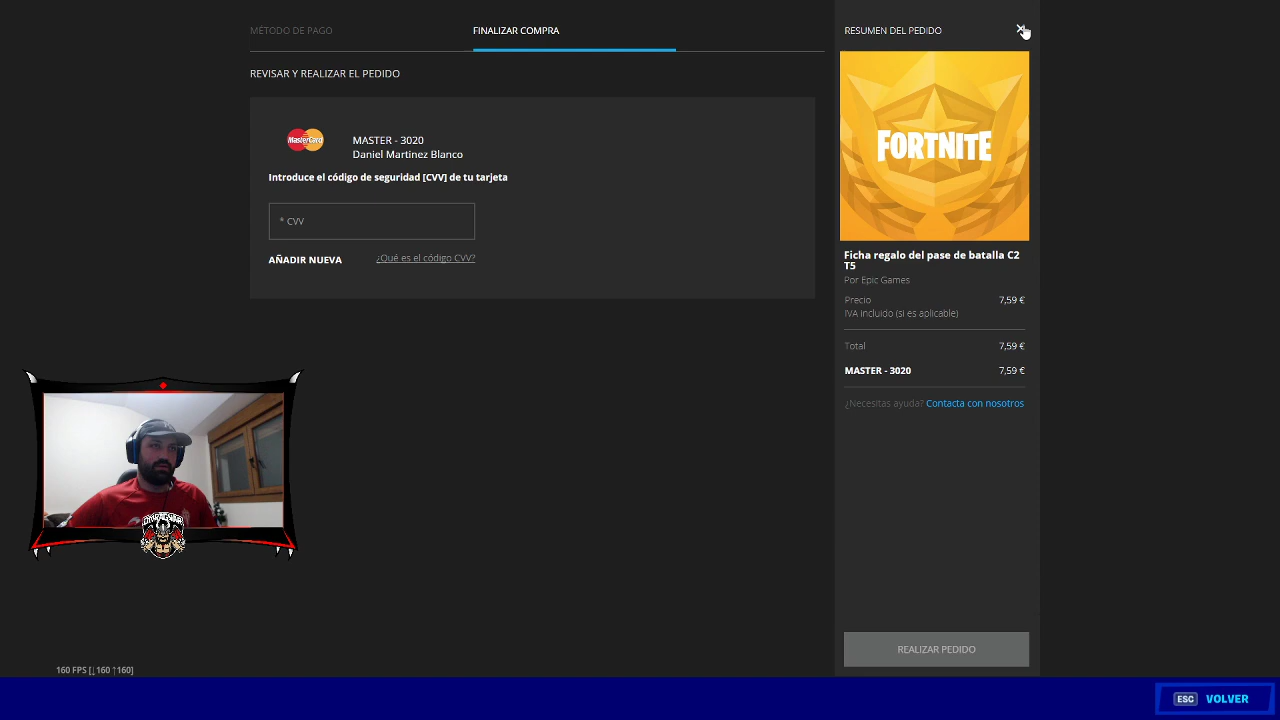 MÉTODO DE PAGO
FINALIZAR COMPRA
REVISAR Y REALIZAR EL PEDIDO
MasterCard
MASTER - 3020
Daniel Martinez Blanco
Introduce el código de seguridad [CVV] de tu tarjeta
* CVV
AÑADIR NUEVA
¿Qué es el código CVV?
RESUMEN DEL PEDIDO
FORTNITE
Ficha regalo del pase de batalla C2
T5
Por Epic Games
Precio 7,59 €
IVA incluido (si es aplicable)
Total 7,59 €
MASTER - 3020 7,59 €
¿Necesitas ayuda? Contacta con nosotros
REALIZAR PEDIDO
160 FPS [↓160 ↑160]
ESC VOLVER